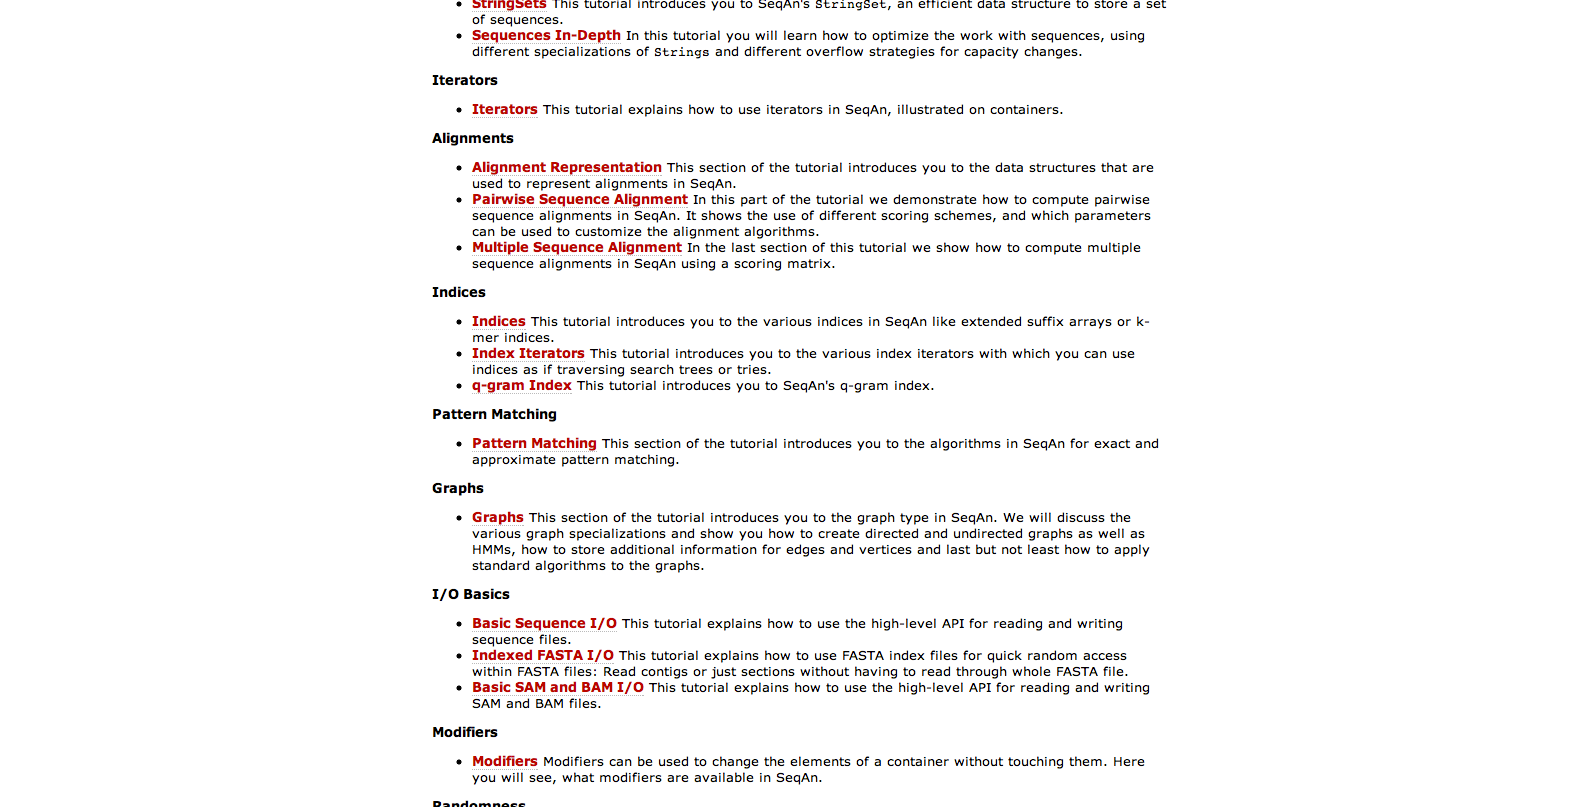 StringSets This tutorial introduces you to SeqAn's StringSet, an efficient data structure to store a set
of sequences.
Sequences In-Depth In this tutorial you will learn how to optimize the work with sequences, using
different specializations of Strings and different overflow strategies for capacity changes.
Iterators
Iterators This tutorial explains how to use iterators in SeqAn, illustrated on containers.
Alignments
Alignment Representation This section of the tutorial introduces you to the data structures that are
used to represent alignments in SeqAn.
Pairwise Sequence Alignment In this part of the tutorial we demonstrate how to compute pairwise
sequence alignments in SeqAn. It shows the use of different scoring schemes, and which parameters
can be used to customize the alignment algorithms.
Multiple Sequence Alignment In the last section of this tutorial we show how to compute multiple
sequence alignments in SeqAn using a scoring matrix.
Indices
Indices This tutorial introduces you to the various indices in SeqAn like extended suffix arrays or k-
mer indices.
Index Iterators This tutorial introduces you to the various index iterators with which you can use
indices as if traversing search trees or tries.
q-gram Index This tutorial introduces you to SeqAn's q-gram index.
Pattern Matching
Pattern Matching This section of the tutorial introduces you to the algorithms in SeqAn for exact and
approximate pattern matching.
Graphs
Graphs This section of the tutorial introduces you to the graph type in SeqAn. We will discuss the
various graph specializations and show you how to create directed and undirected graphs as well as
HMMs, how to store additional information for edges and vertices and last but not least how to apply
standard algorithms to the graphs.
I/O Basics
Basic Sequence I/O This tutorial explains how to use the high-level API for reading and writing
sequence files.
Indexed FASTA I/O This tutorial explains how to use FASTA index files for quick random access
within FASTA files: Read contigs or just sections without having to read through whole FASTA file.
Basic SAM and BAM I/O This tutorial explains how to use the high-level API for reading and writing
SAM and BAM files.
Modifiers
Modifiers Modifiers can be used to change the elements of a container without touching them. Here
you will see, what modifiers are available in SeqAn.
Randomness